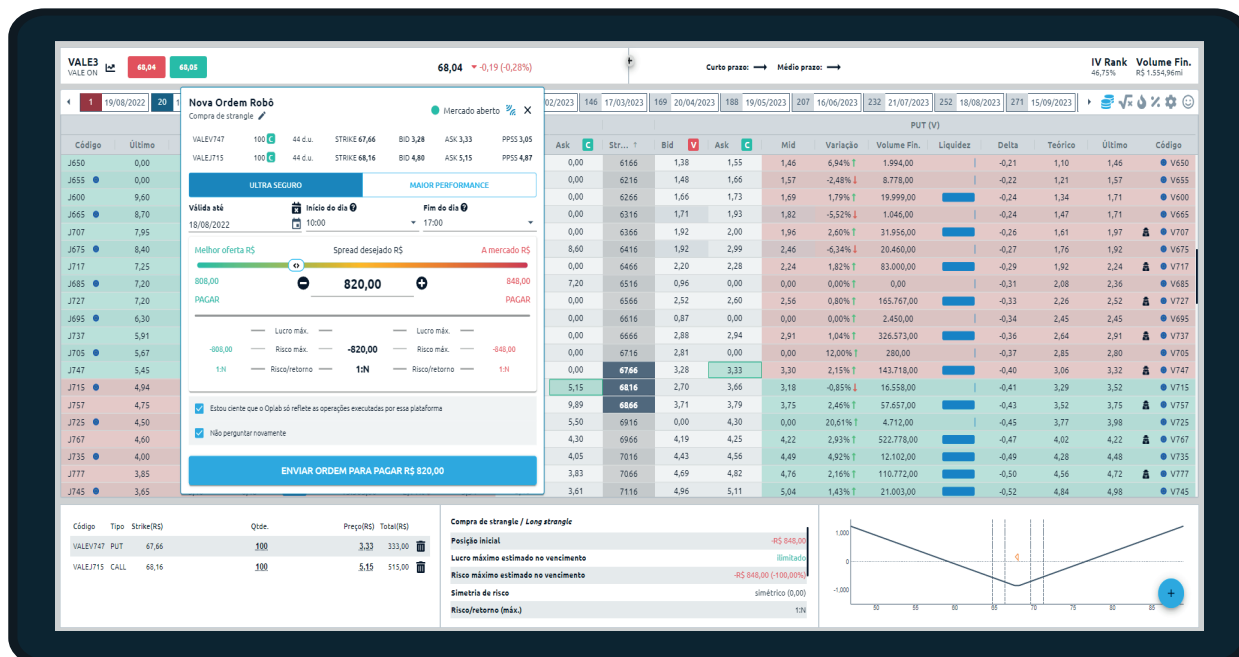 VALE3 68,04 68,05 68,04 -0,19 (-0,28%) Curto prazo: Médio prazo: IV Rank Volume Fin.
VALE ON 46,75% R$ 1.554,96mi
1 19/08/2022 20 02/2023 146 17/03/2023 169 20/04/2023 188 19/05/2023 207 16/06/2023 232 21/07/2023 252 18/08/2023 271 15/09/2023
Nova Ordem Robô Mercado aberto
Compra de strangle
VALEV747 100 C 44 d.u. STRIKE 67,66 BID 3,28 ASK 3,33 PPS$ 3,05
VALEJ715 100 C 44 d.u. STRIKE 68,16 BID 4,80 ASK 5,15 PPS$ 4,87
ULTRA SEGURO MAIOR PERFORMANCE
Válida até Início do dia Fim do dia
18/08/2022 10:00 17:00
Melhor oferta R$ Spread desejado R$ A mercado R$
808,00 820,00 848,00
PAGAR PAGAR
Lucro máx. Lucro máx.
-808,00 Risco máx. -820,00 Risco máx. -848,00
1:N Risco/retorno 1:N Risco/retorno 1:N
Estou ciente que o Oplab só reflete as operações executadas por essa plataforma
Não perguntar novamente
ENVIAR ORDEM PARA PAGAR R$ 820,00
PUT (V)
Código Último Ask C Str... ↑ Bid V Ask C Mid Variação Volume Fin. Liquidez Delta Teórico Último Código
J650 0,00 0,00 6166 1,38 1,55 1,46 6,94% 1.994,00 -0,21 1,10 1,46 V650
J655 0,00 0,00 6216 1,48 1,66 1,57 -2,48% 8.778,00 -0,22 1,21 1,57 V655
J600 9,60 0,00 6266 1,66 1,73 1,69 1,79% 19.999,00 -0,24 1,34 1,71 V600
J665 8,70 0,00 6316 1,71 1,93 1,82 -5,52% 1.046,00 -0,24 1,47 1,71 V665
J707 7,95 0,00 6366 1,92 2,00 1,96 2,60% 31.956,00 -0,26 1,61 1,97 V707
J675 8,40 8,60 6416 1,92 2,99 2,46 -6,34% 20.460,00 -0,27 1,76 1,92 V675
J717 7,25 0,00 6466 2,20 2,28 2,24 1,82% 83.000,00 -0,29 1,92 2,24 V717
J685 7,20 7,20 6516 0,96 0,00 0,00 0,00% 0,00 -0,31 2,08 2,36 V685
J727 7,20 0,00 6566 2,52 2,60 2,56 0,80% 165.767,00 -0,33 2,26 2,52 V727
J695 6,30 0,00 6616 0,87 0,00 0,00 0,00% 2.450,00 -0,34 2,45 2,45 V695
J737 5,91 0,00 6666 2,88 2,94 2,91 1,04% 326.573,00 -0,36 2,64 2,91 V737
J705 5,67 0,00 6716 2,81 0,00 0,00 12,00% 280,00 -0,37 2,85 2,80 V705
J747 5,45 0,00 6766 3,28 3,33 3,30 2,15% 143.718,00 -0,40 3,06 3,32 V747
J715 4,94 5,15 6816 2,70 3,66 3,18 -0,85% 16.558,00 -0,41 3,29 3,52 V715
J757 4,75 9,89 6866 3,71 3,79 3,75 2,46% 57.657,00 -0,43 3,52 3,75 V757
J725 4,50 5,50 6916 0,00 4,30 0,00 20,61% 4.712,00 -0,45 3,77 3,98 V725
J767 4,60 4,30 6966 4,19 4,25 4,22 2,93% 522.778,00 -0,47 4,02 4,22 V767
J735 4,00 4,05 7016 4,43 4,56 4,49 4,92% 12.102,00 -0,49 4,28 4,48 V735
J777 3,85 3,83 7066 4,69 4,82 4,76 2,16% 110.772,00 -0,50 4,56 4,72 V777
J745 3,65 3,61 7116 4,96 5,11 5,04 1,43% 21.003,00 -0,52 4,84 4,98 V745
Código Tipo Strike(R$) Qtde. Preço(R$) Total(R$)
VALEV747 PUT 67,66 100 3,33 333,00
VALEJ715 CALL 68,16 100 5,15 515,00
Compra de strangle / Long strangle
Posição inicial -R$ 848,00
Lucro máximo estimado no vencimento ilimitado
Risco máximo estimado no vencimento -R$ 848,00 (-100,00%)
Simetria de risco simétrico (0,00)
Risco/retorno (máx.) 1:N
1,000
0
-1,000
50 55 60 65 70 75 80 85